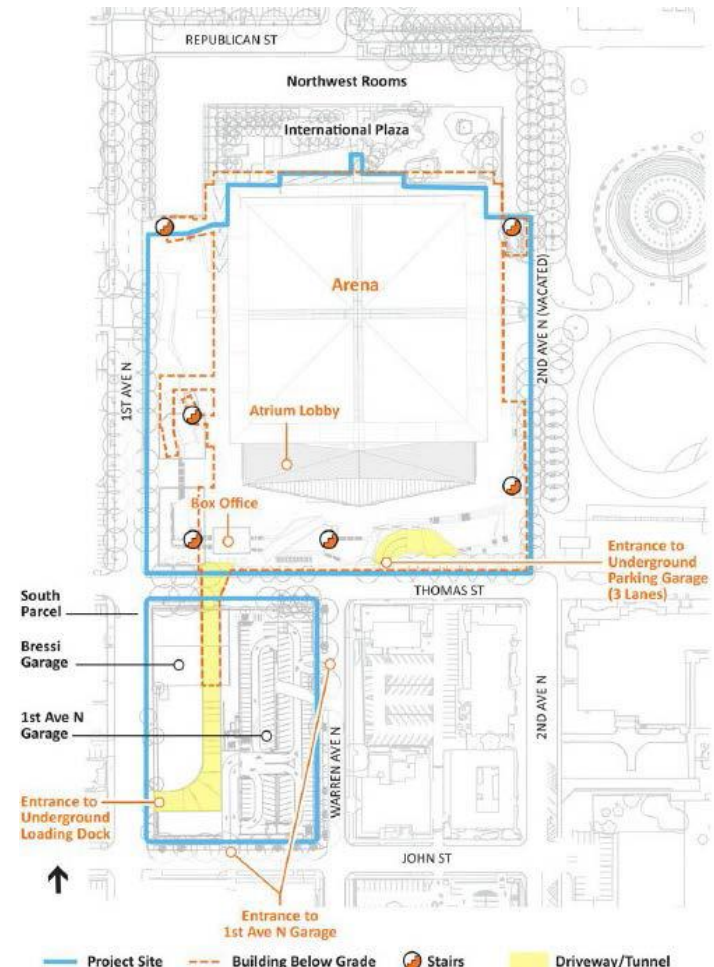 REPUBLICAN ST
Northwest Rooms
International Plaza
Arena
2ND AVE N (VACATED)
1ST AVE N
Atrium Lobby
Box Office
Entrance to
Underground
Parking Garage
(3 Lanes)
THOMAS ST
South
Parcel
Bressi
Garage
1st Ave N
Garage
WARREN AVE N
2ND AVE N
Entrance to
Underground
Loading Dock
JOHN ST
Entrance to
1st Ave N Garage
Project Site
Building Below Grade
Stairs
Driveway/Tunnel